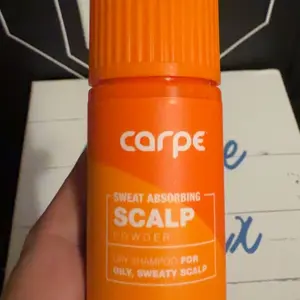 carpe
SWEAT ABSORBING
SCALP
POWDER
DRY SHAMPOO FOR
OILY, SWEATY SCALP